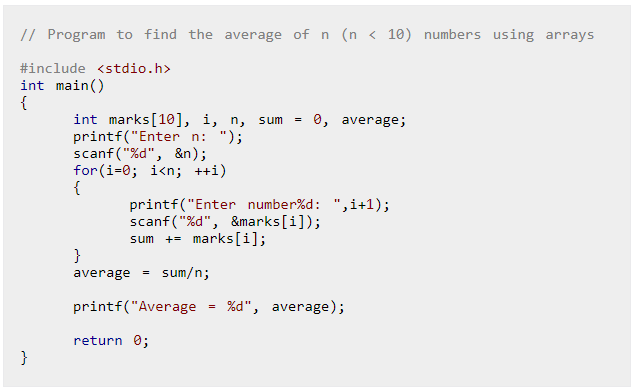 // Program to find the average of n (n < 10) numbers using arrays
#include <stdio.h>
int main()
{
int marks[10], i, n, sum = 0, average;
printf("Enter n: ");
scanf("%d", &n);
for(i=0; i<n; ++i)
{
printf("Enter number%d: ",i+1);
scanf("%d", &marks[i]);
sum += marks[i];
}
average = sum/n;
printf("Average = %d", average);
return 0;
}